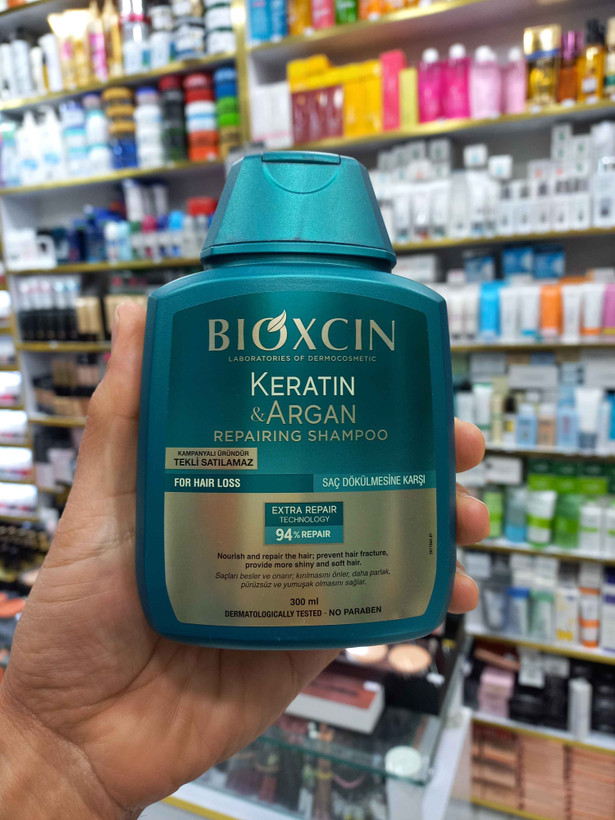 BIOXCIN
LABORATORIES OF DERMOCOSMETIC
KERATIN
& ARGAN
REPAIRING SHAMPOO
KAMPANYALI ÜRÜNDÜR
TEKLİ SATILAMAZ
FOR HAIR LOSS
SAÇ DÖKÜLMESİNE KARŞI
EXTRA REPAIR
TECHNOLOGY
94% REPAIR
Nourish and repair the hair; prevent hair fracture,
provide more shiny and soft hair.
Saçları besler ve onarır; kırılmasını önler, daha parlak,
pürüzsüz ve yumuşak olmasını sağlar.
300 ml
DERMATOLOGICALLY TESTED - NO PARABEN